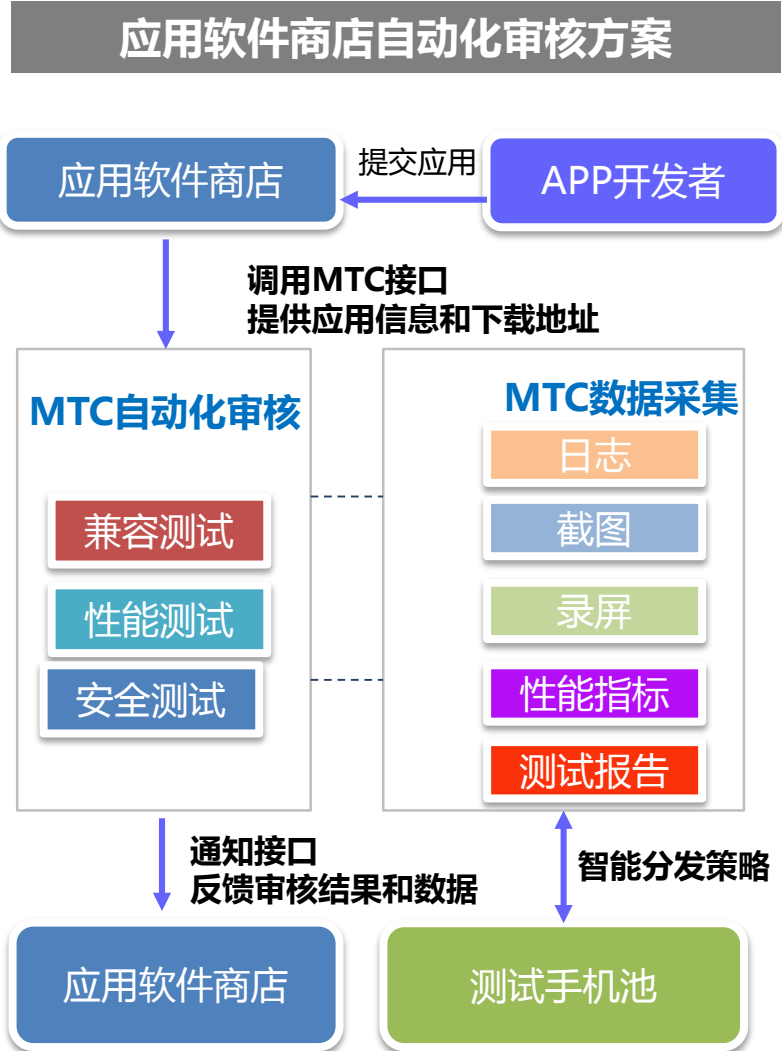 应用软件商店自动化审核方案
应用软件商店
提交应用
APP开发者
调用MTC接口
提供应用信息和下载地址
MTC自动化审核
兼容测试
性能测试
安全测试
MTC数据采集
日志
截图
录屏
性能指标
测试报告
通知接口
反馈审核结果和数据
智能分发策略
应用软件商店
测试手机池